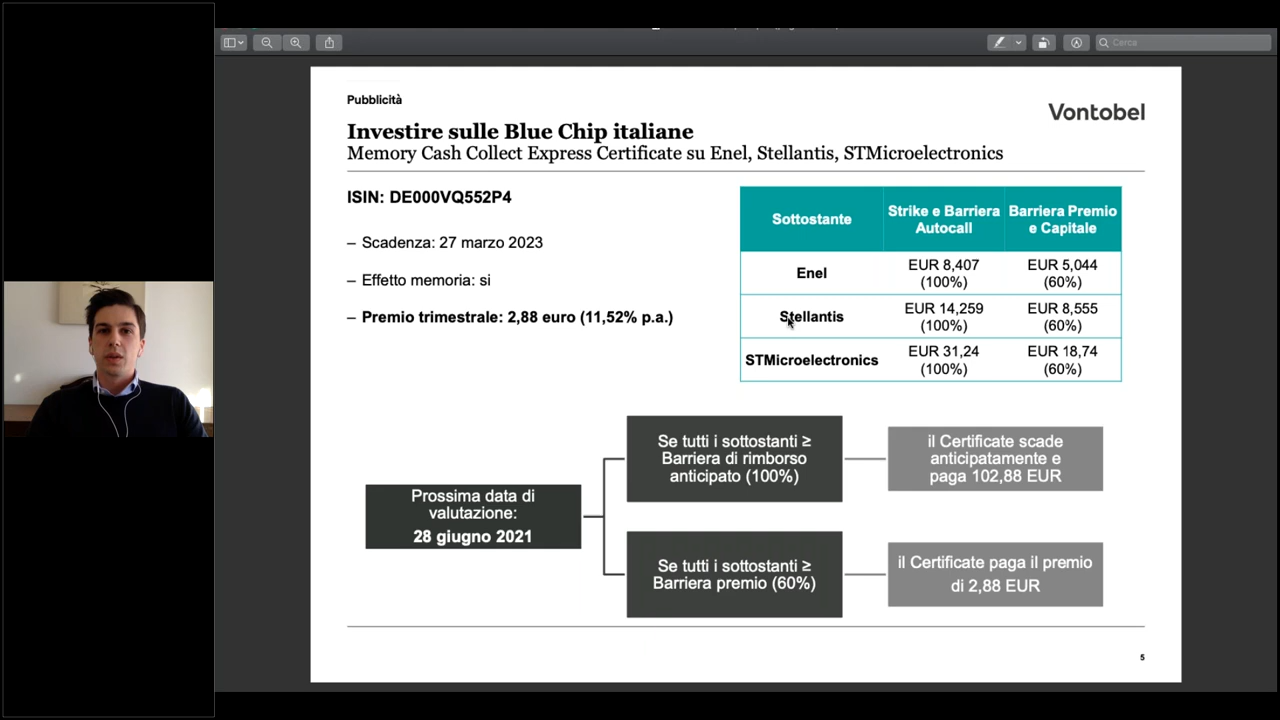 Cerca
Pubblicità
Vontobel
Investire sulle Blue Chip italiane
Memory Cash Collect Express Certificate su Enel, Stellantis, STMicroelectronics
ISIN: DE000VQ552P4
– Scadenza: 27 marzo 2023
– Effetto memoria: si
– Premio trimestrale: 2,88 euro (11,52% p.a.)
Sottostante
Strike e Barriera
Autocall
Barriera Premio
e Capitale
Enel
EUR 8,407
(100%)
EUR 5,044
(60%)
Stellantis
EUR 14,259
(100%)
EUR 8,555
(60%)
STMicroelectronics
EUR 31,24
(100%)
EUR 18,74
(60%)
Prossima data di
valutazione:
28 giugno 2021
Se tutti i sottostanti ≥
Barriera di rimborso
anticipato (100%)
il Certificate scade
anticipatamente e
paga 102,88 EUR
Se tutti i sottostanti ≥
Barriera premio (60%)
il Certificate paga il premio
di 2,88 EUR
5